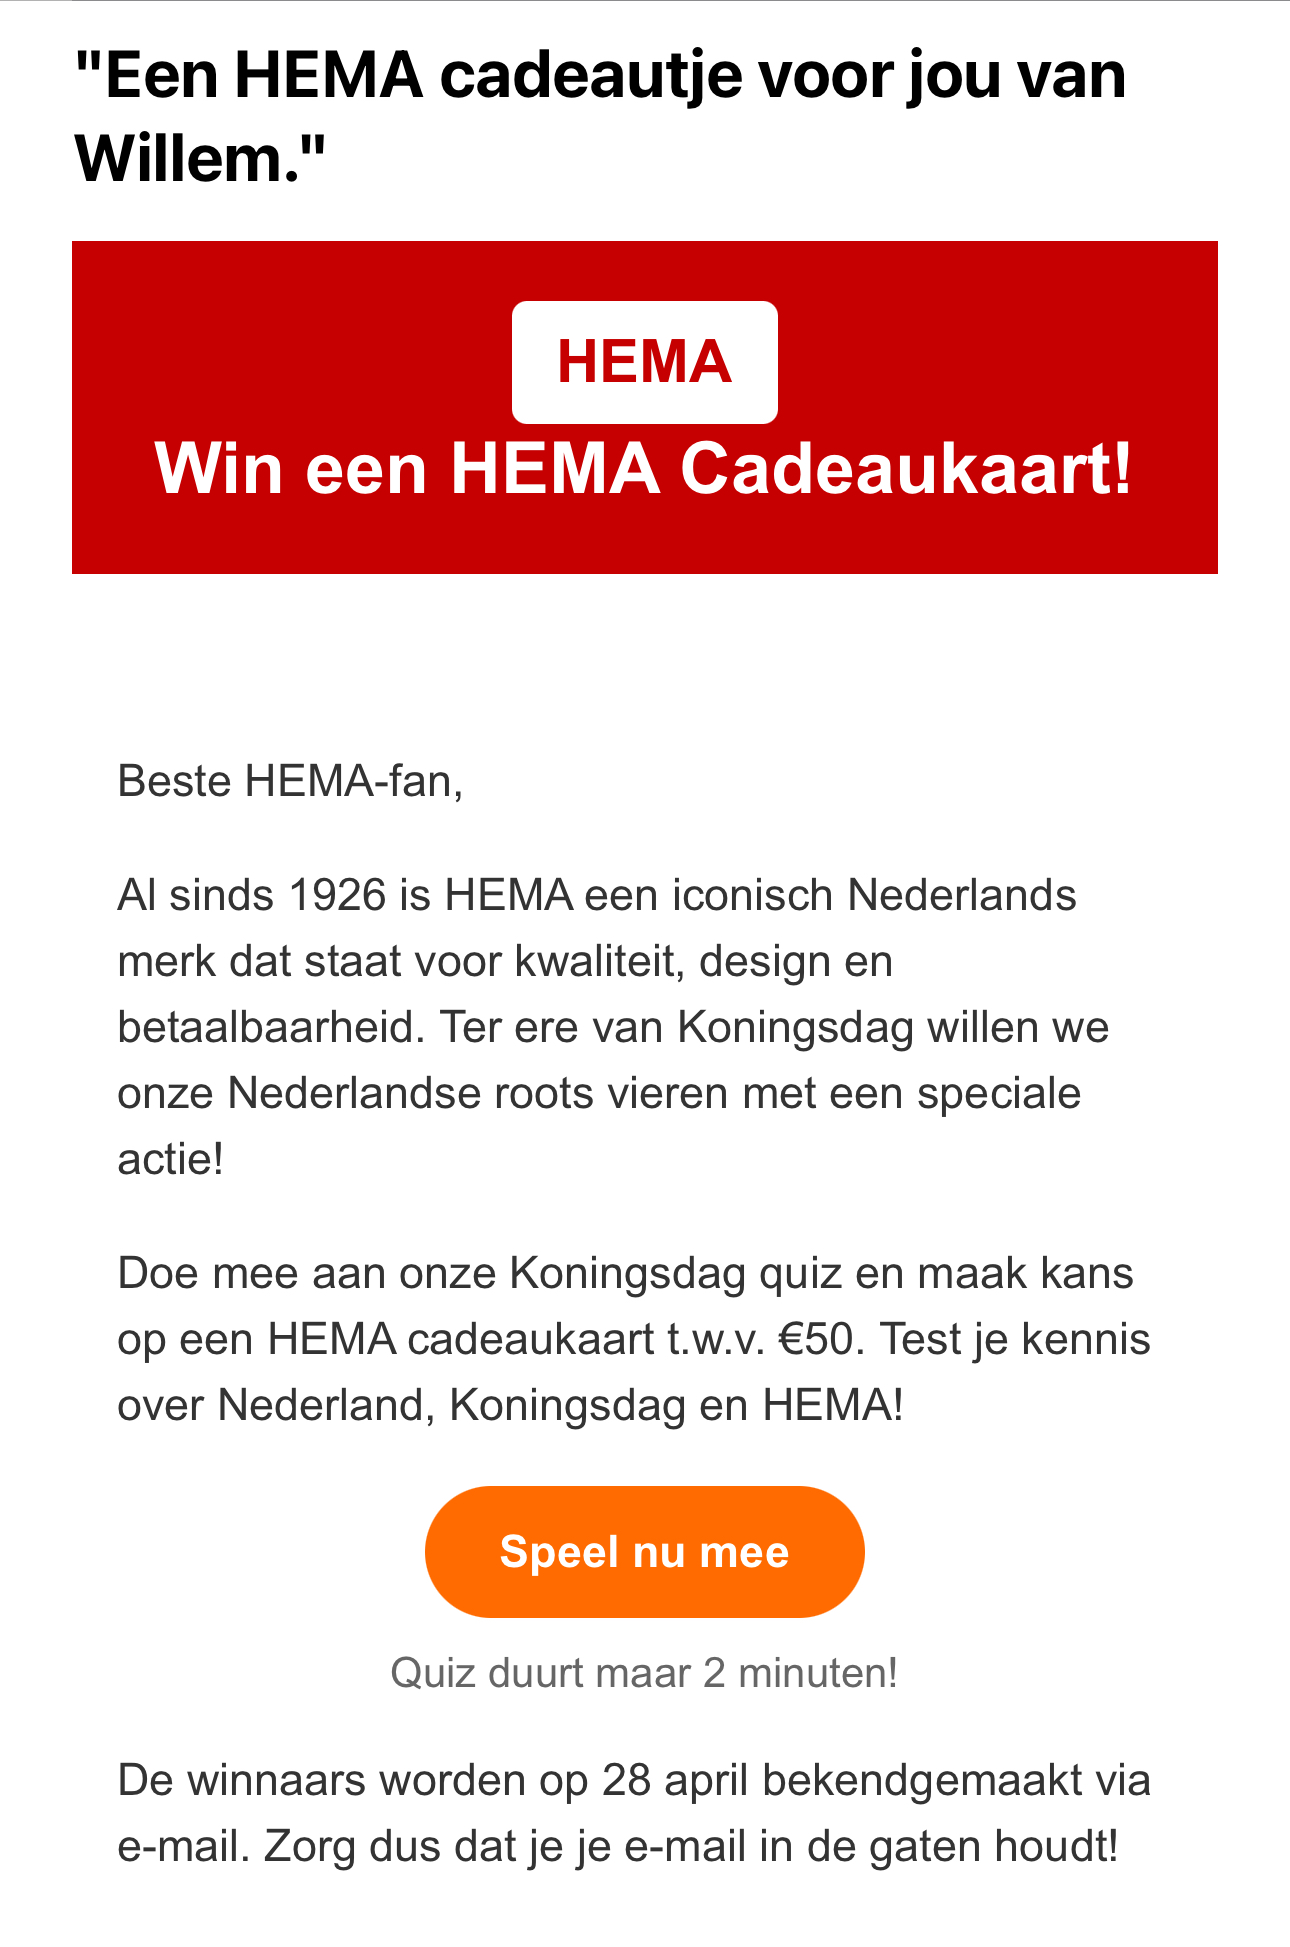 "Een HEMA cadeautje voor jou van
Willem."
HEMA
Win een HEMA Cadeaukaart!
Beste HEMA-fan,
Al sinds 1926 is HEMA een iconisch Nederlands
merk dat staat voor kwaliteit, design en
betaalbaarheid. Ter ere van Koningsdag willen we
onze Nederlandse roots vieren met een speciale
actie!
Doe mee aan onze Koningsdag quiz en maak kans
op een HEMA cadeaukaart t.w.v. €50. Test je kennis
over Nederland, Koningsdag en HEMA!
Speel nu mee
Quiz duurt maar 2 minuten!
De winnaars worden op 28 april bekendgemaakt via
e-mail. Zorg dus dat je je e-mail in de gaten houdt!